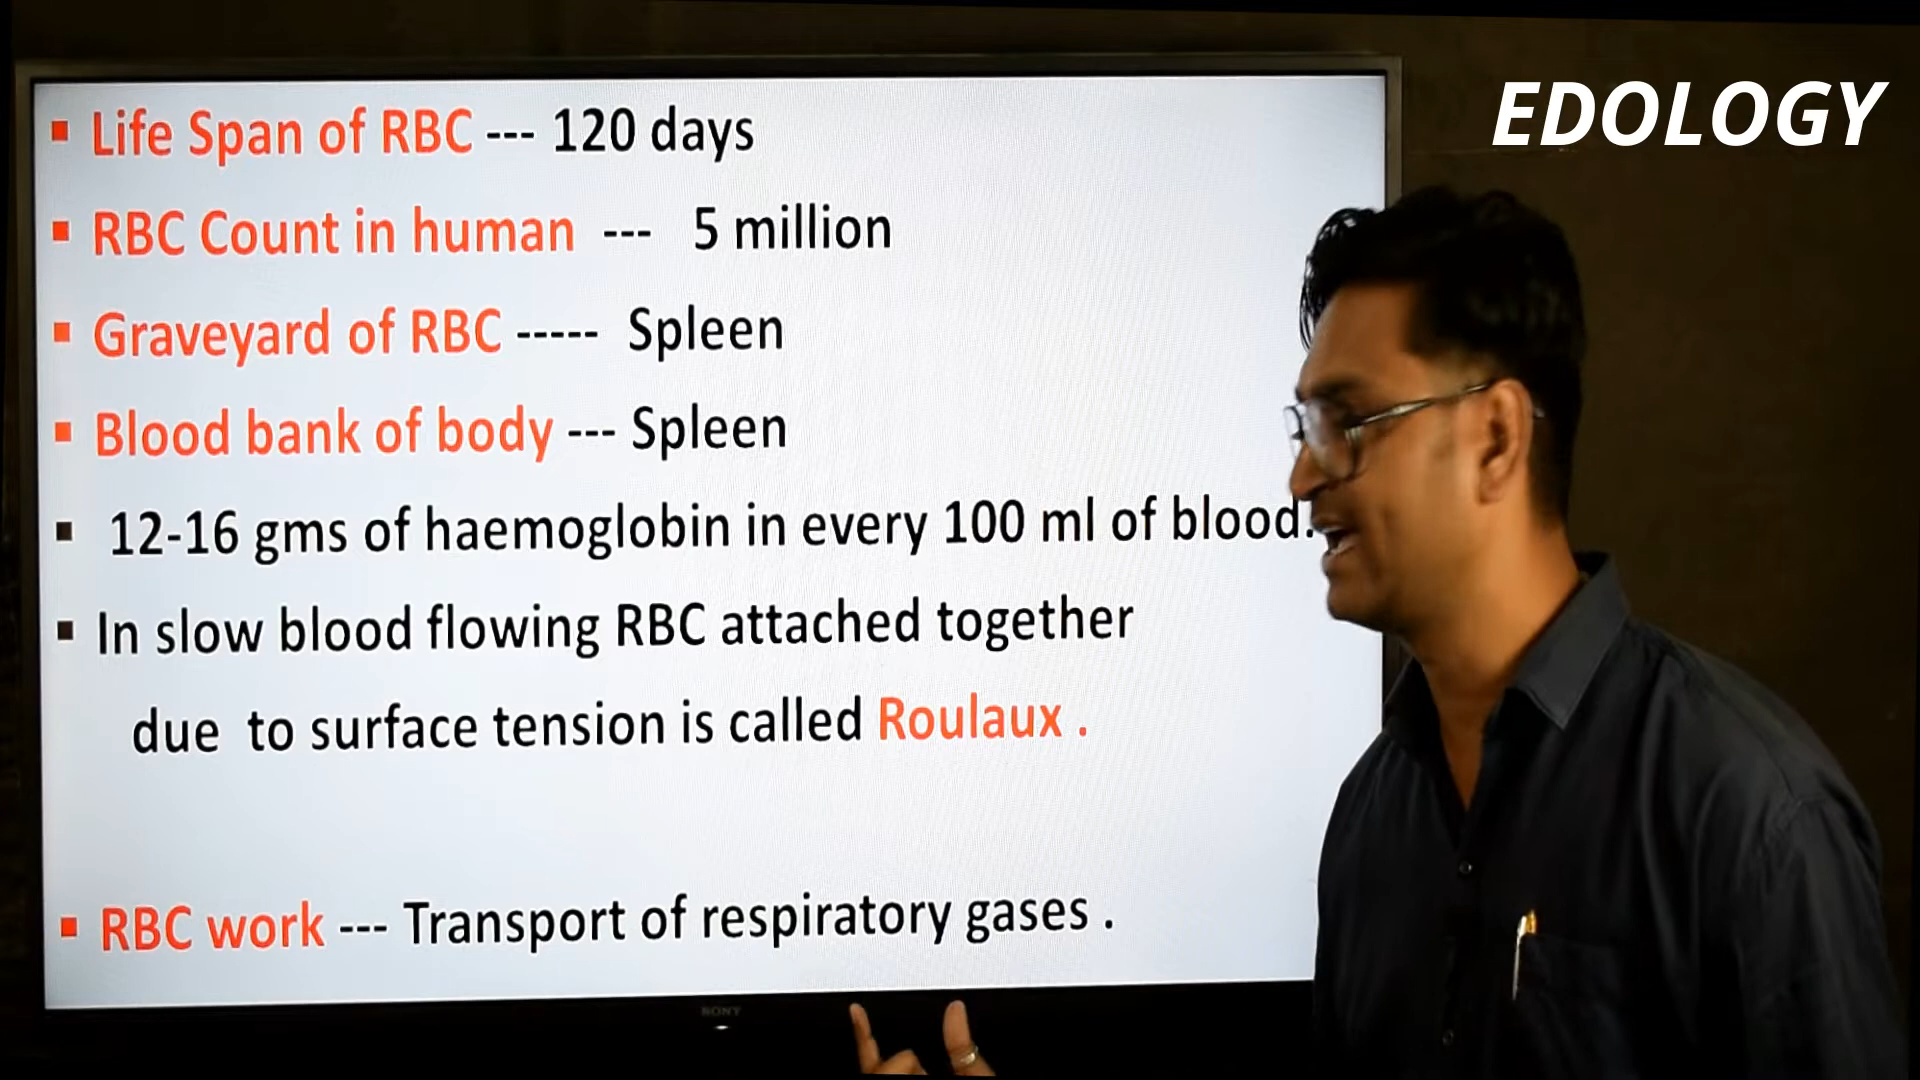 EDOLOGY
▪ Life Span of RBC --- 120 days
▪ RBC Count in human --- 5 million
▪ Graveyard of RBC ----- Spleen
▪ Blood bank of body --- Spleen
▪ 12-16 gms of haemoglobin in every 100 ml of blood.
▪ In slow blood flowing RBC attached together
due to surface tension is called Roulaux .
▪ RBC work --- Transport of respiratory gases .
SONY